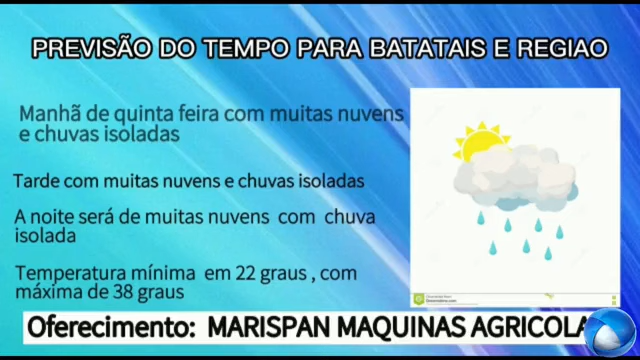 PREVISÃO DO TEMPO PARA BATATAIS E REGIAO
Manhã de quinta feira com muitas nuvens
e chuvas isoladas
Tarde com muitas nuvens e chuvas isoladas
A noite será de muitas nuvens com chuva
isolada
Temperatura mínima em 22 graus , com
máxima de 38 graus
Oferecimento: MARISPAN MAQUINAS AGRICOLA